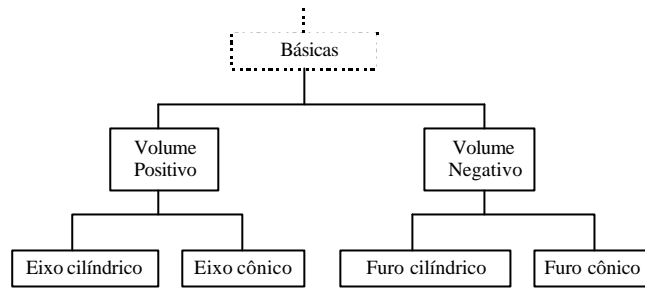 Básicas
Volume
Positivo
Volume
Negativo
Eixo cilíndrico
Eixo cônico
Furo cilíndrico
Furo cônico